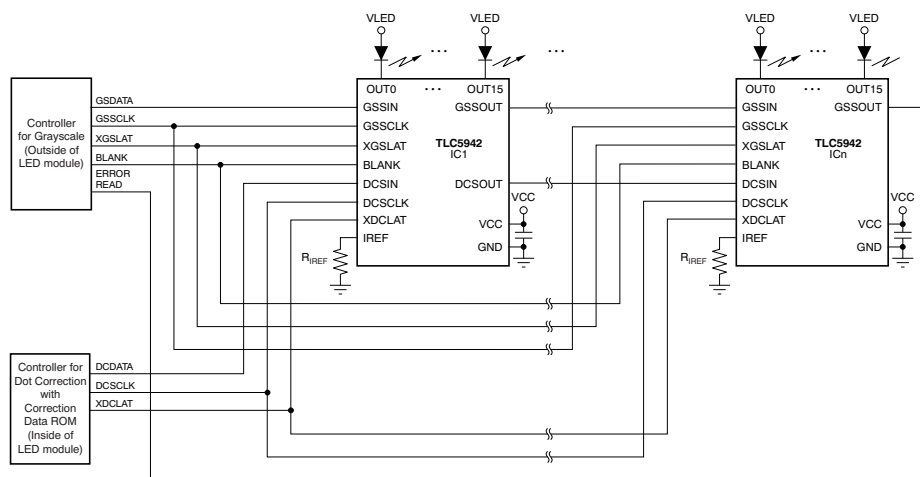 VLED
VLED
VLED
VLED
...
...
...
OUT0 ... OUT15
OUT0 ... OUT15
Controller
for Grayscale
(Outside of
LED module)
GSDATA
GSSCLK
XGSLAT
BLANK
ERROR
READ
GSSIN
GSSCLK
XGSLAT
BLANK
DCSIN
DCSCLK
XDCLAT
IREF
TLC5942
IC1
GSSOUT
DCSOUT
VCC
VCC
GND
RIREF
GSSIN
GSSCLK
XGSLAT
BLANK
DCSIN
DCSCLK
XDCLAT
IREF
TLC5942
ICn
GSSOUT
VCC
VCC
GND
RIREF
Controller for
Dot Correction
with
Correction
Data ROM
(Inside of
LED module)
DCDATA
DCSCLK
XDCLAT